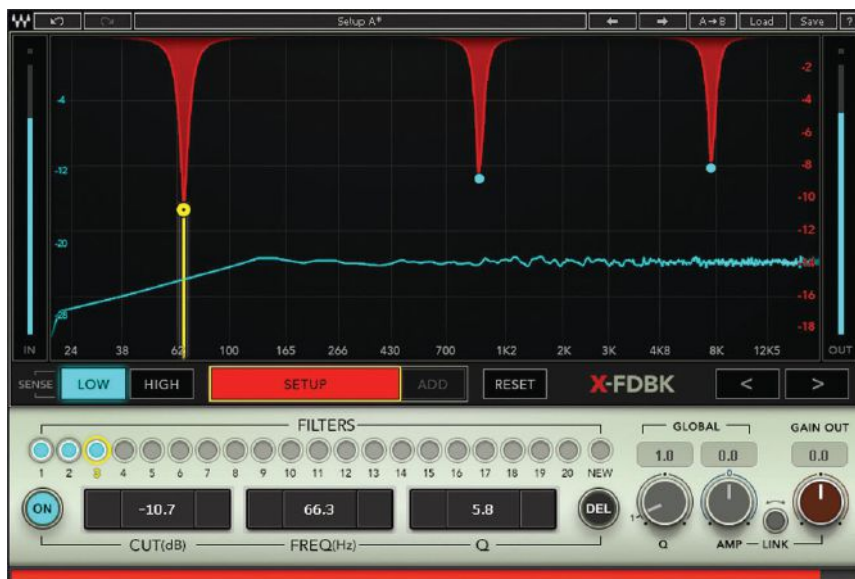 Setup A* A→B Load Save ?
-2
-4 -4
-6
-8
-12 -10
-12
-20
-16
-28 -18
IN 24 38 62 100 165 266 430 700 1K2 2K 3K 4K8 8K 12K5 OUT
SENSE LOW HIGH SETUP ADD RESET X-FDBK < >
FILTERS GLOBAL GAIN OUT
1.0 0.0 0.0
1 2 3 4 5 6 7 8 9 10 11 12 13 14 15 16 17 18 19 20 NEW
0
ON -10.7 66.3 5.8 DEL
1
CUT(dB) FREQ(Hz) Q Q AMP LINK